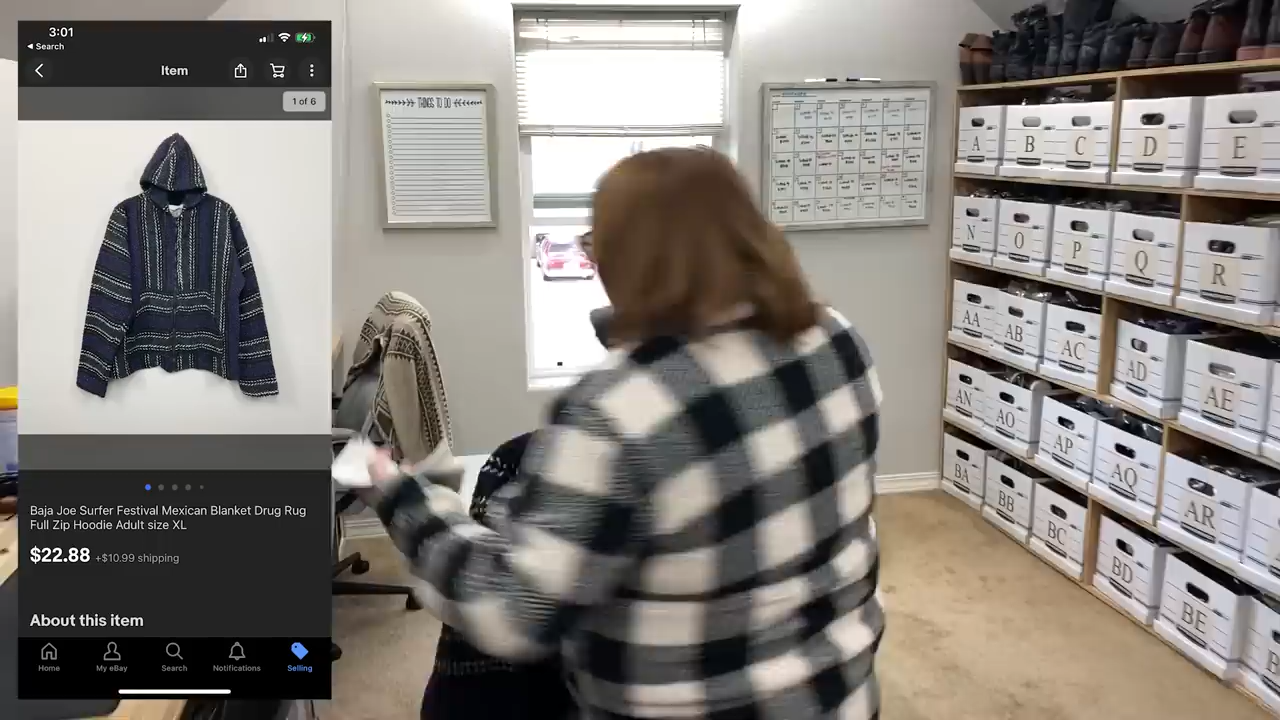 3:01
Search
Item
1 of 6
Baja Joe Surfer Festival Mexican Blanket Drug Rug
Full Zip Hoodie Adult size XL
$22.88 +$10.99 shipping
About this item
Home
My eBay
Search
Notifications
Selling
THINGS TO DO
A
B
C
D
E
N
O
P
Q
R
AA
AB
AC
AD
AE
AN
AO
AP
AQ
AR
BA
BB
BC
BD
BE